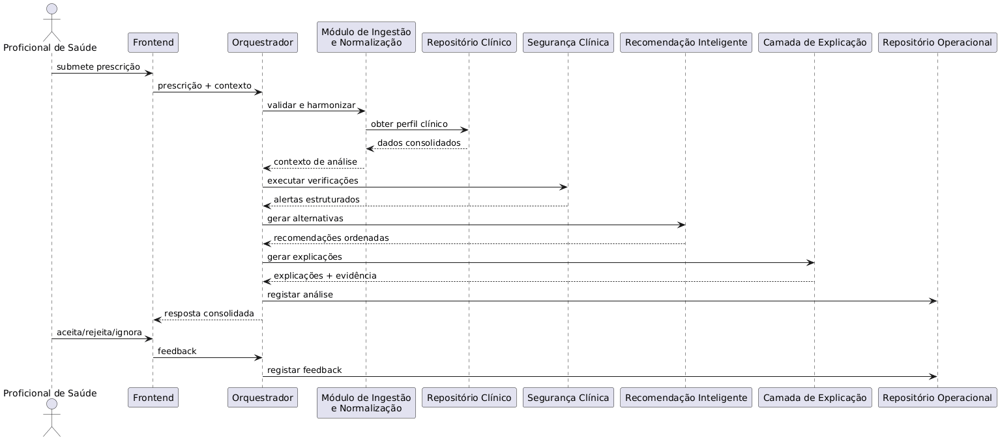 Proficional de Saúde
Frontend
Orquestrador
Módulo de Ingestão
e Normalização
Repositório Clínico
Segurança Clínica
Recomendação Inteligente
Camada de Explicação
Repositório Operacional
submete prescrição
prescrição + contexto
validar e harmonizar
obter perfil clínico
dados consolidados
contexto de análise
executar verificações
alertas estruturados
gerar alternativas
recomendações ordenadas
gerar explicações
explicações + evidência
registar análise
resposta consolidada
aceita/rejeita/ignora
feedback
registar feedback
Proficional de Saúde
Frontend
Orquestrador
Módulo de Ingestão
e Normalização
Repositório Clínico
Segurança Clínica
Recomendação Inteligente
Camada de Explicação
Repositório Operacional